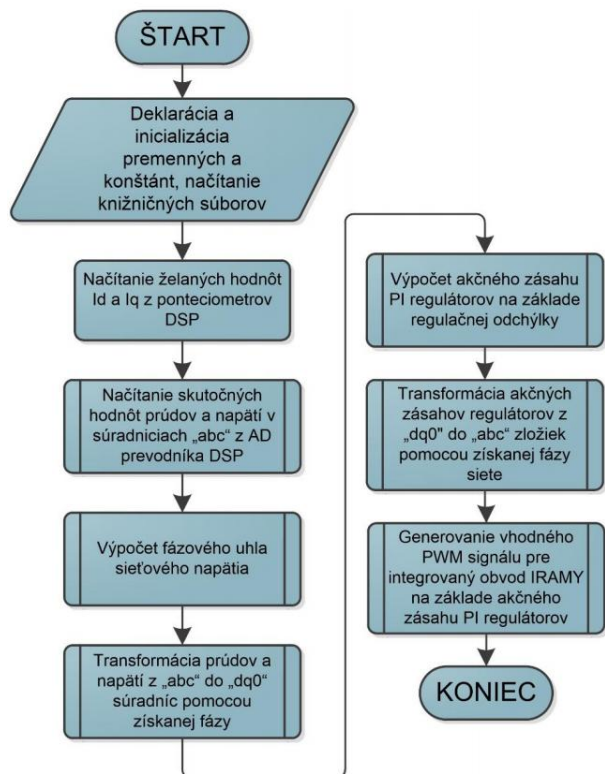 ŠTART
Deklarácia a
inicializácia
premenných a
konštánt, načítanie
knižničných súborov
Načítanie želaných hodnôt
Id a Iq z ponteciometrov
DSP
Načítanie skutočných
hodnôt prúdov a napätí v
súradniciach „abc“ z AD
prevodníka DSP
Výpočet fázového uhla
sieťového napätia
Transformácia prúdov a
napätí z „abc“ do „dq0“
súradníc pomocou
získanej fázy
Výpočet akčného zásahu
PI regulátorov na základe
regulačnej odchýlky
Transformácia akčných
zásahov regulátorov z
„dq0" do „abc“ zložiek
pomocou získanej fázy
siete
Generovanie vhodného
PWM signálu pre
integrovaný obvod IRAMY
na základe akčného
zásahu PI regulátorov
KONIEC